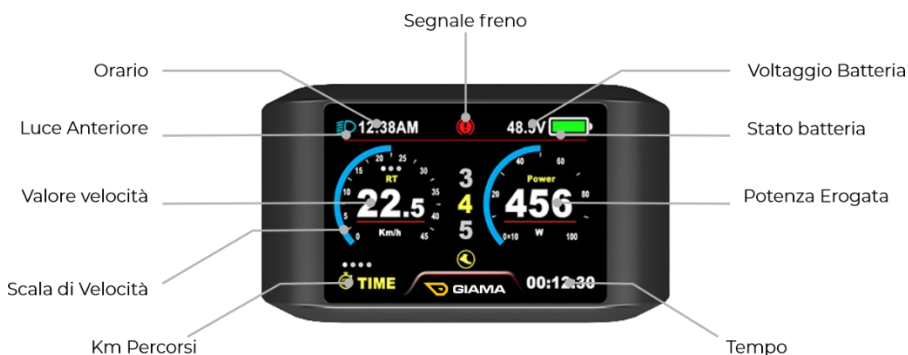 Segnale freno
Orario
Voltaggio Batteria
Luce Anteriore
12:38AM
48.5V
Stato batteria
Valore velocità
0 5 10 15 20 25 30 35 40 45
RT
22.5
Km/h
3
4
5
0×10 20 40 60 80 100
Power
456
W
Potenza Erogata
Scala di Velocità
TIME
GIAMA
00:12:30
Km Percorsi
Tempo